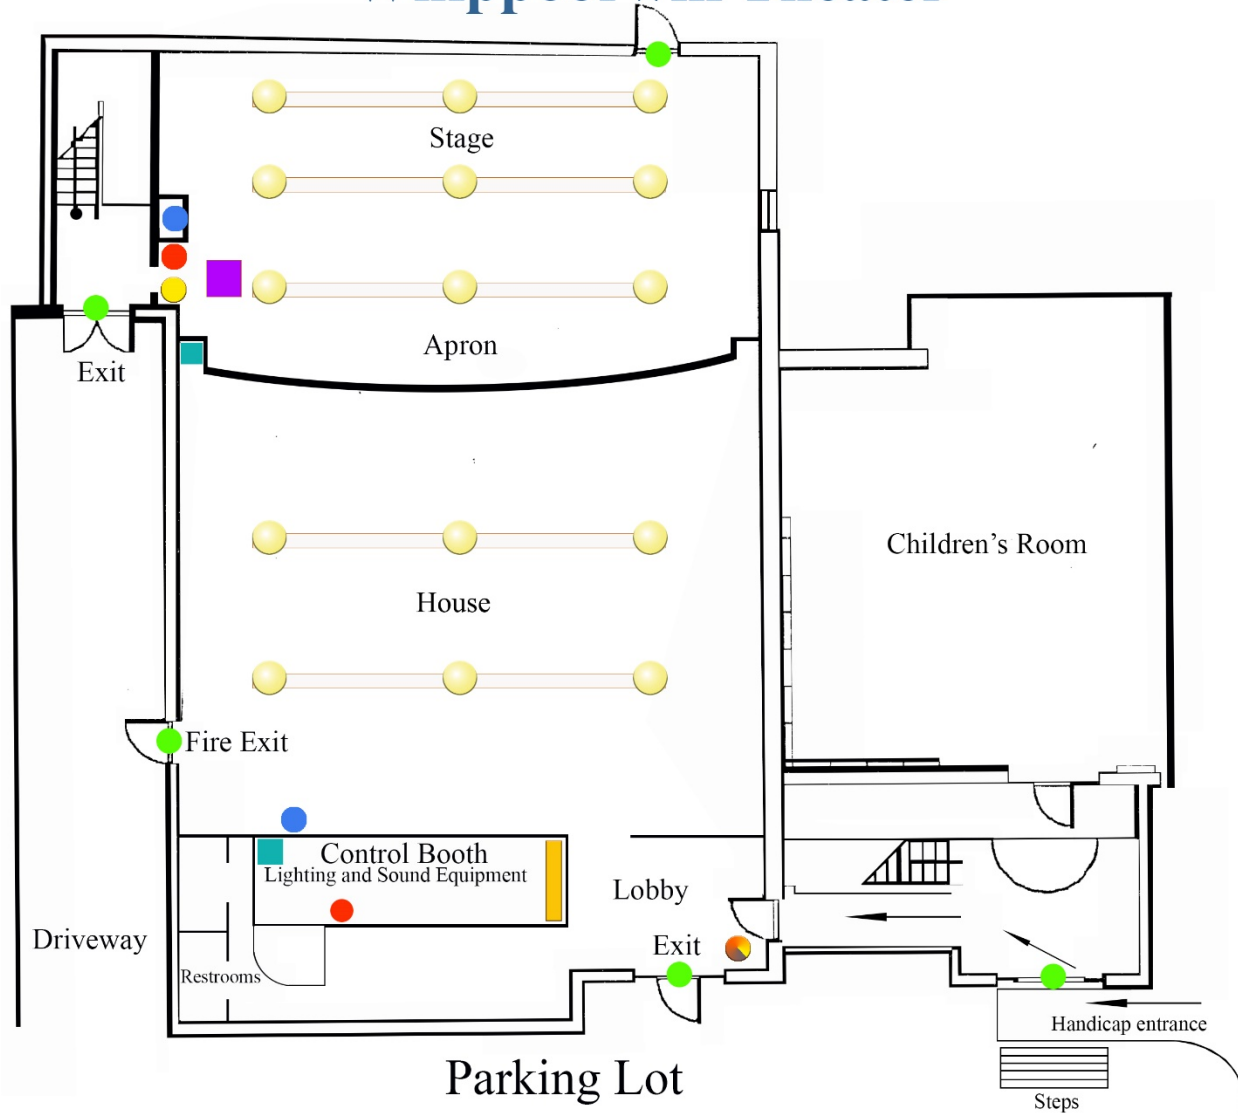 Stage
Apron
Exit
Children's Room
House
Fire Exit
Control Booth
Lighting and Sound Equipment
Lobby
Driveway
Exit
Restrooms
Handicap entrance
Parking Lot
Steps